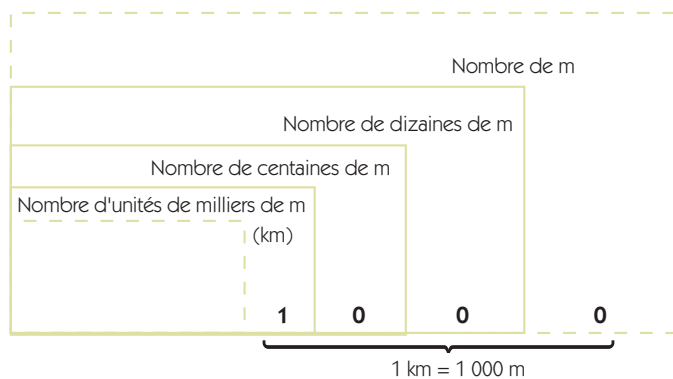 Nombre de m
Nombre de dizaines de m
Nombre de centaines de m
Nombre d'unités de milliers de m
(km)
1 0 0 0
1 km = 1 000 m